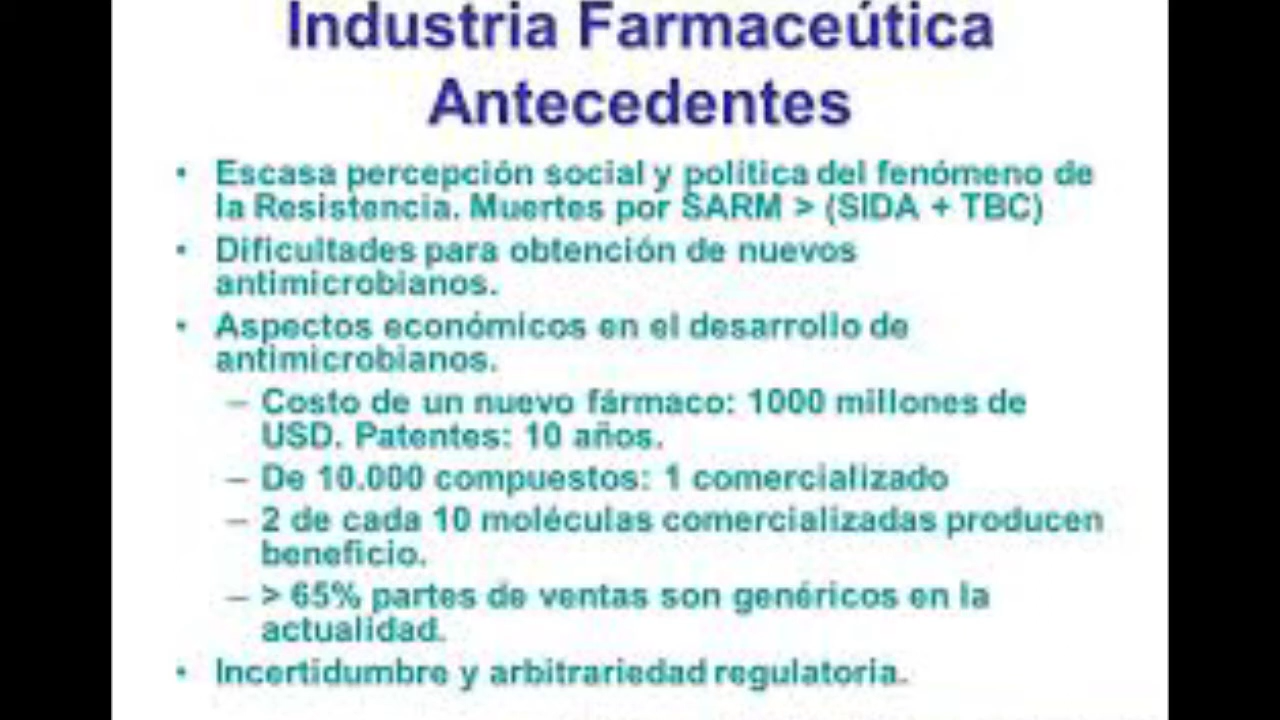 Industria Farmaceútica
Antecedentes
• Escasa percepción social y política del fenómeno de
la Resistencia. Muertes por SARM > (SIDA + TBC)
• Dificultades para obtención de nuevos
antimicrobianos.
• Aspectos económicos en el desarrollo de
antimicrobianos.
– Costo de un nuevo fármaco: 1000 millones de
USD. Patentes: 10 años.
– De 10.000 compuestos: 1 comercializado
– 2 de cada 10 moléculas comercializadas producen
beneficio.
– > 65% partes de ventas son genéricos en la
actualidad.
• Incertidumbre y arbitrariedad regulatoria.